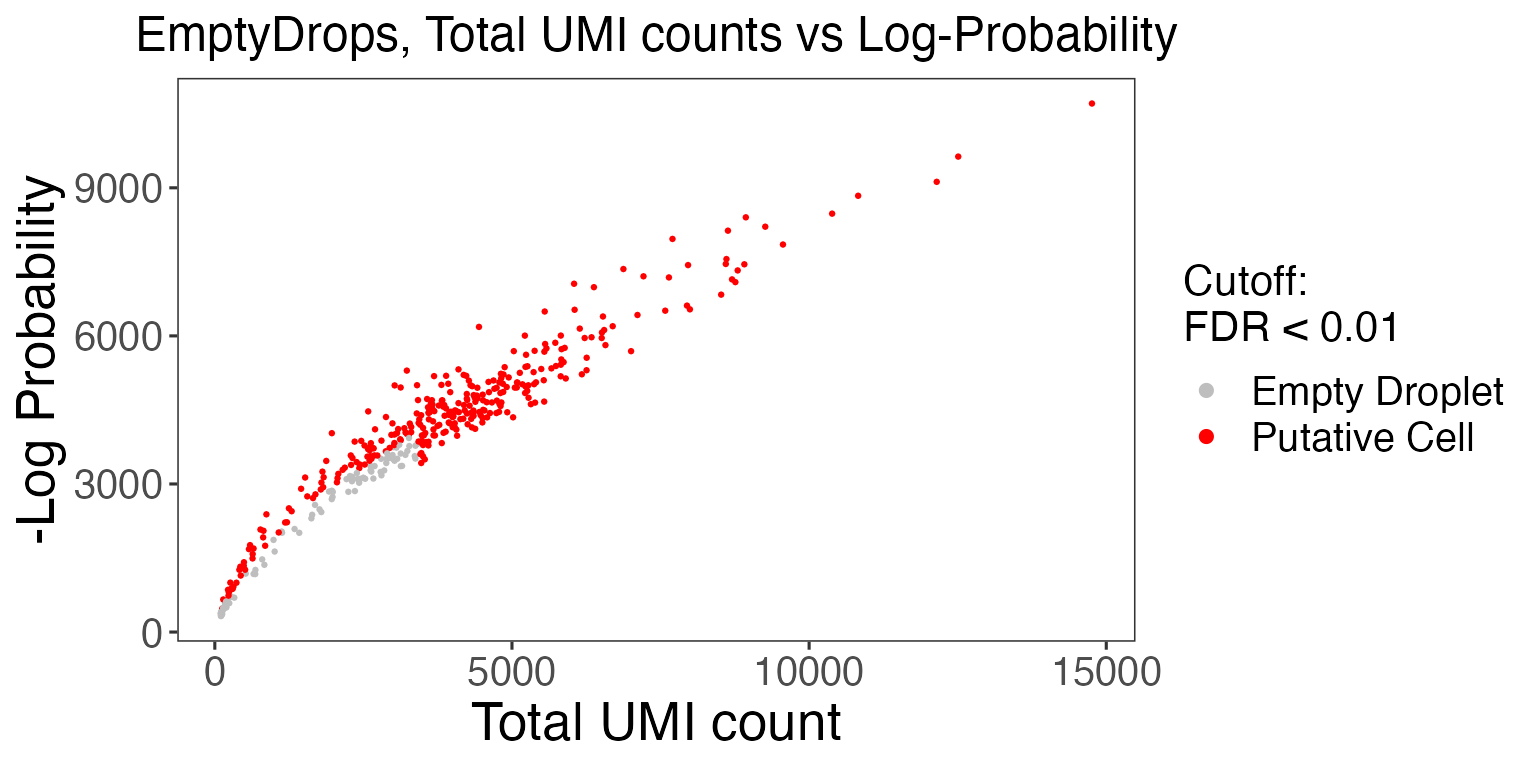 EmptyDrops, Total UMI counts vs Log-Probability
-Log Probability
9000
6000
3000
0
0 5000 10000 15000
Total UMI count
Cutoff:
FDR < 0.01
Empty Droplet
Putative Cell